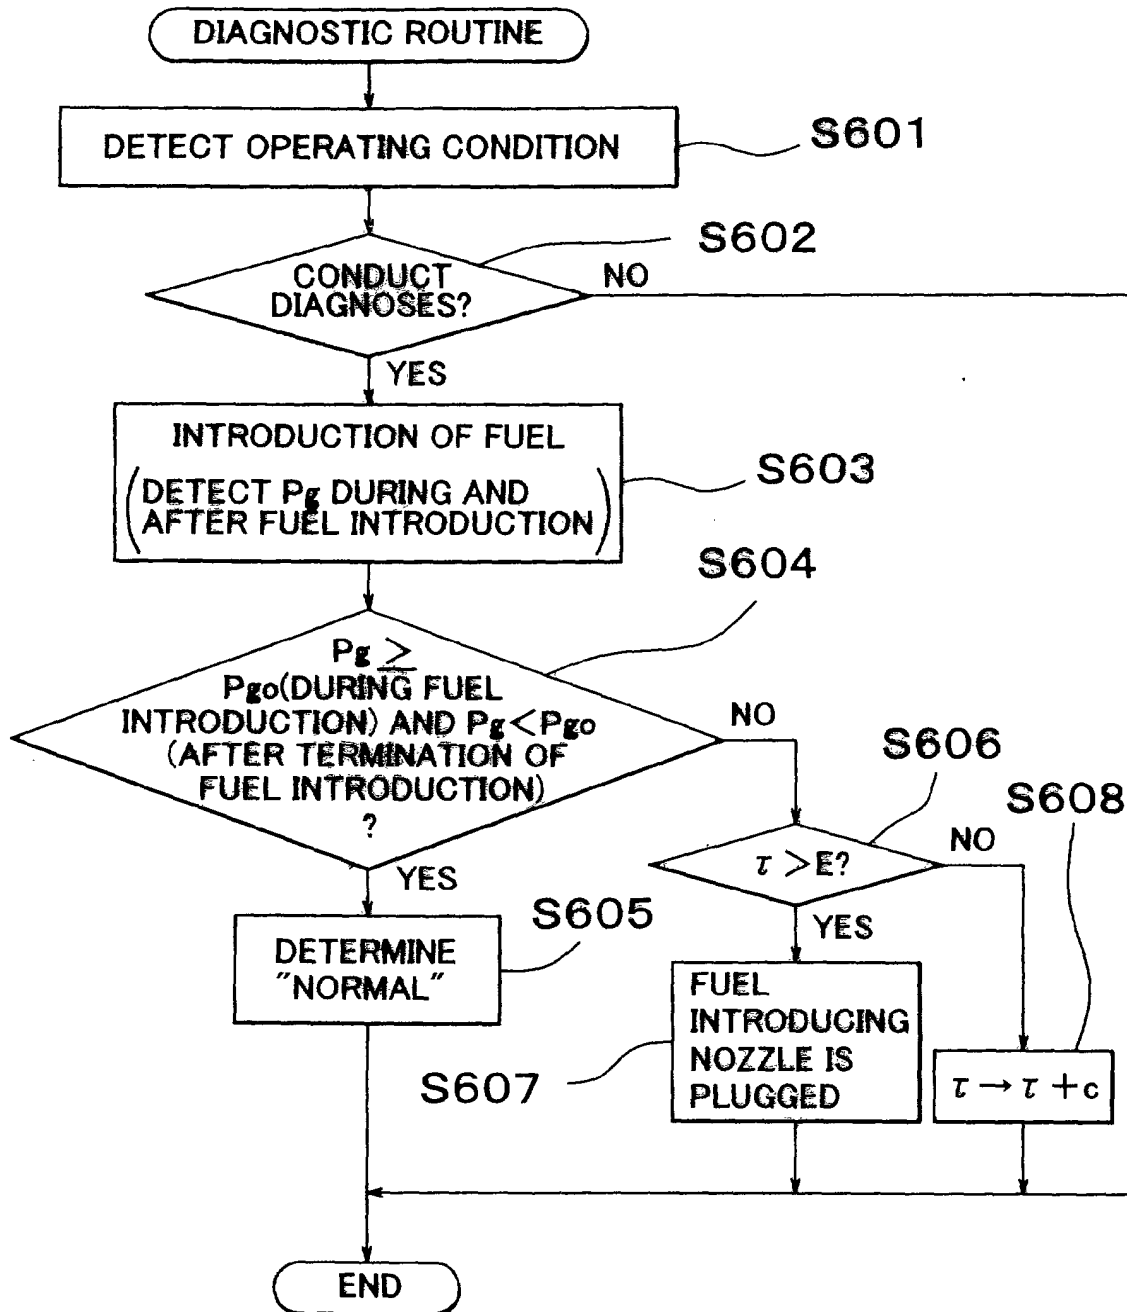 DIAGNOSTIC ROUTINE
DETECT OPERATING CONDITION
S601
S602
CONDUCT
DIAGNOSES?
NO
YES
INTRODUCTION OF FUEL
(DETECT Pg DURING AND
AFTER FUEL INTRODUCTION)
S603
S604
Pg ≧
Pgo(DURING FUEL
INTRODUCTION) AND Pg<Pgo
(AFTER TERMINATION OF
FUEL INTRODUCTION)
?
NO
YES
S605
DETERMINE
"NORMAL"
S606
τ >E?
NO
YES
S608
FUEL
INTRODUCING
NOZZLE IS
PLUGGED
S607
τ → τ +c
END